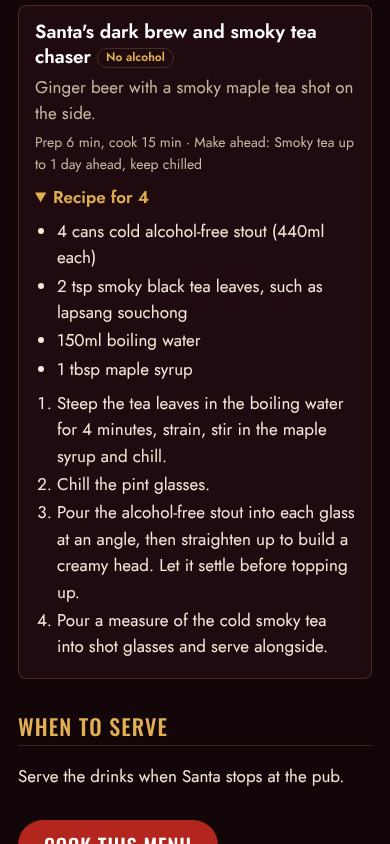 Santa's dark brew and smoky tea
chaser No alcohol
Ginger beer with a smoky maple tea shot on
the side.
Prep 6 min, cook 15 min · Make ahead: Smoky tea up
to 1 day ahead, keep chilled
▼ Recipe for 4
• 4 cans cold alcohol-free stout (440ml
each)
• 2 tsp smoky black tea leaves, such as
lapsang souchong
• 150ml boiling water
• 1 tbsp maple syrup
1. Steep the tea leaves in the boiling water
for 4 minutes, strain, stir in the maple
syrup and chill.
2. Chill the pint glasses.
3. Pour the alcohol-free stout into each glass
at an angle, then straighten up to build a
creamy head. Let it settle before topping
up.
4. Pour a measure of the cold smoky tea
into shot glasses and serve alongside.
WHEN TO SERVE
Serve the drinks when Santa stops at the pub.
COOK THIS MENU